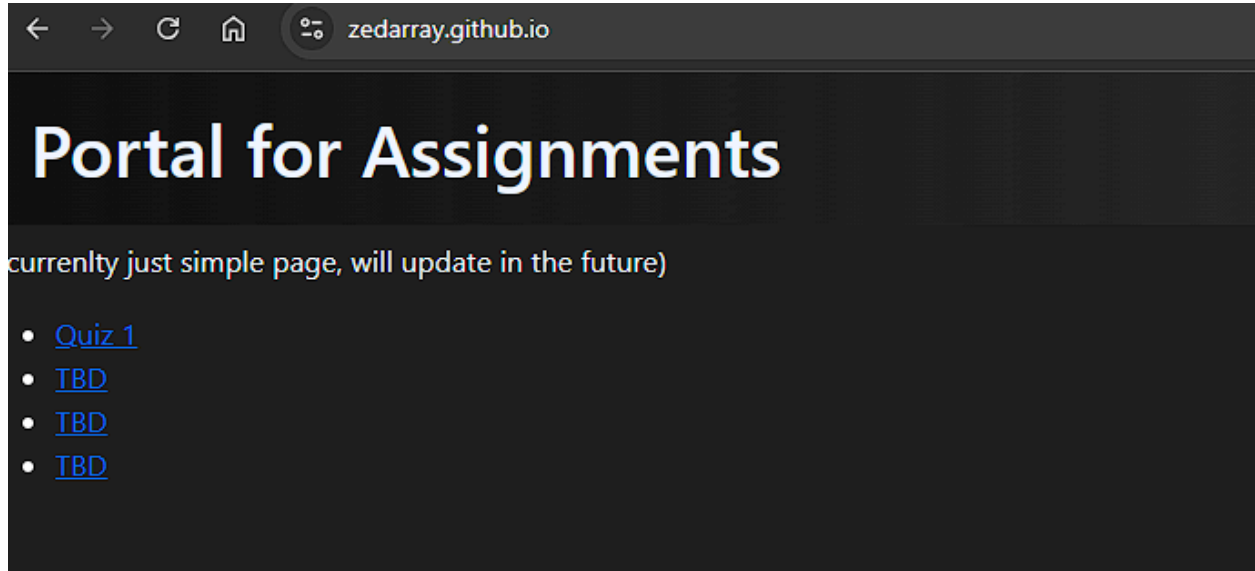 zedarray.github.io
Portal for Assignments
currenlty just simple page, will update in the future)
Quiz 1
TBD
TBD
TBD